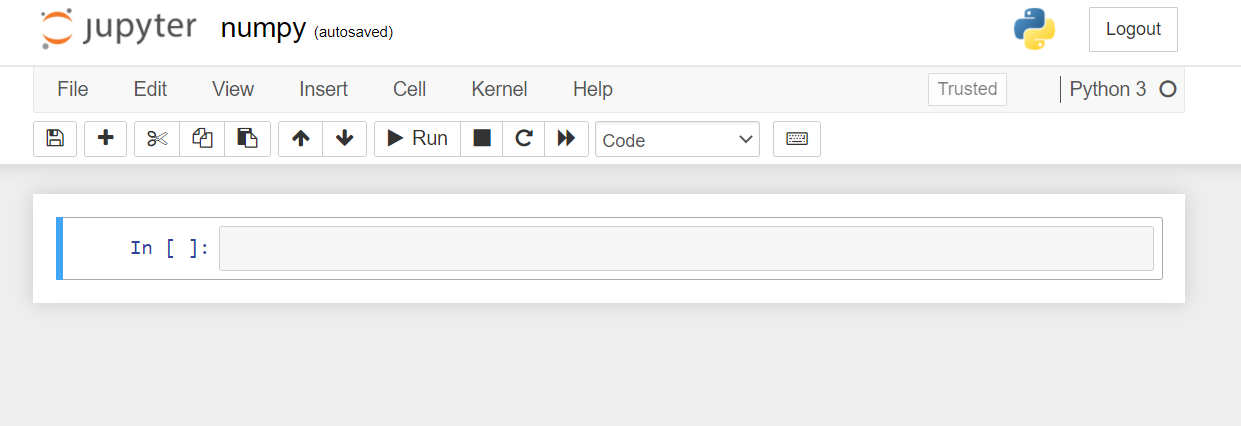 jupyter numpy (autosaved) Logout
File Edit View Insert Cell Kernel Help Trusted Python 3
Run Code
In [ ]: